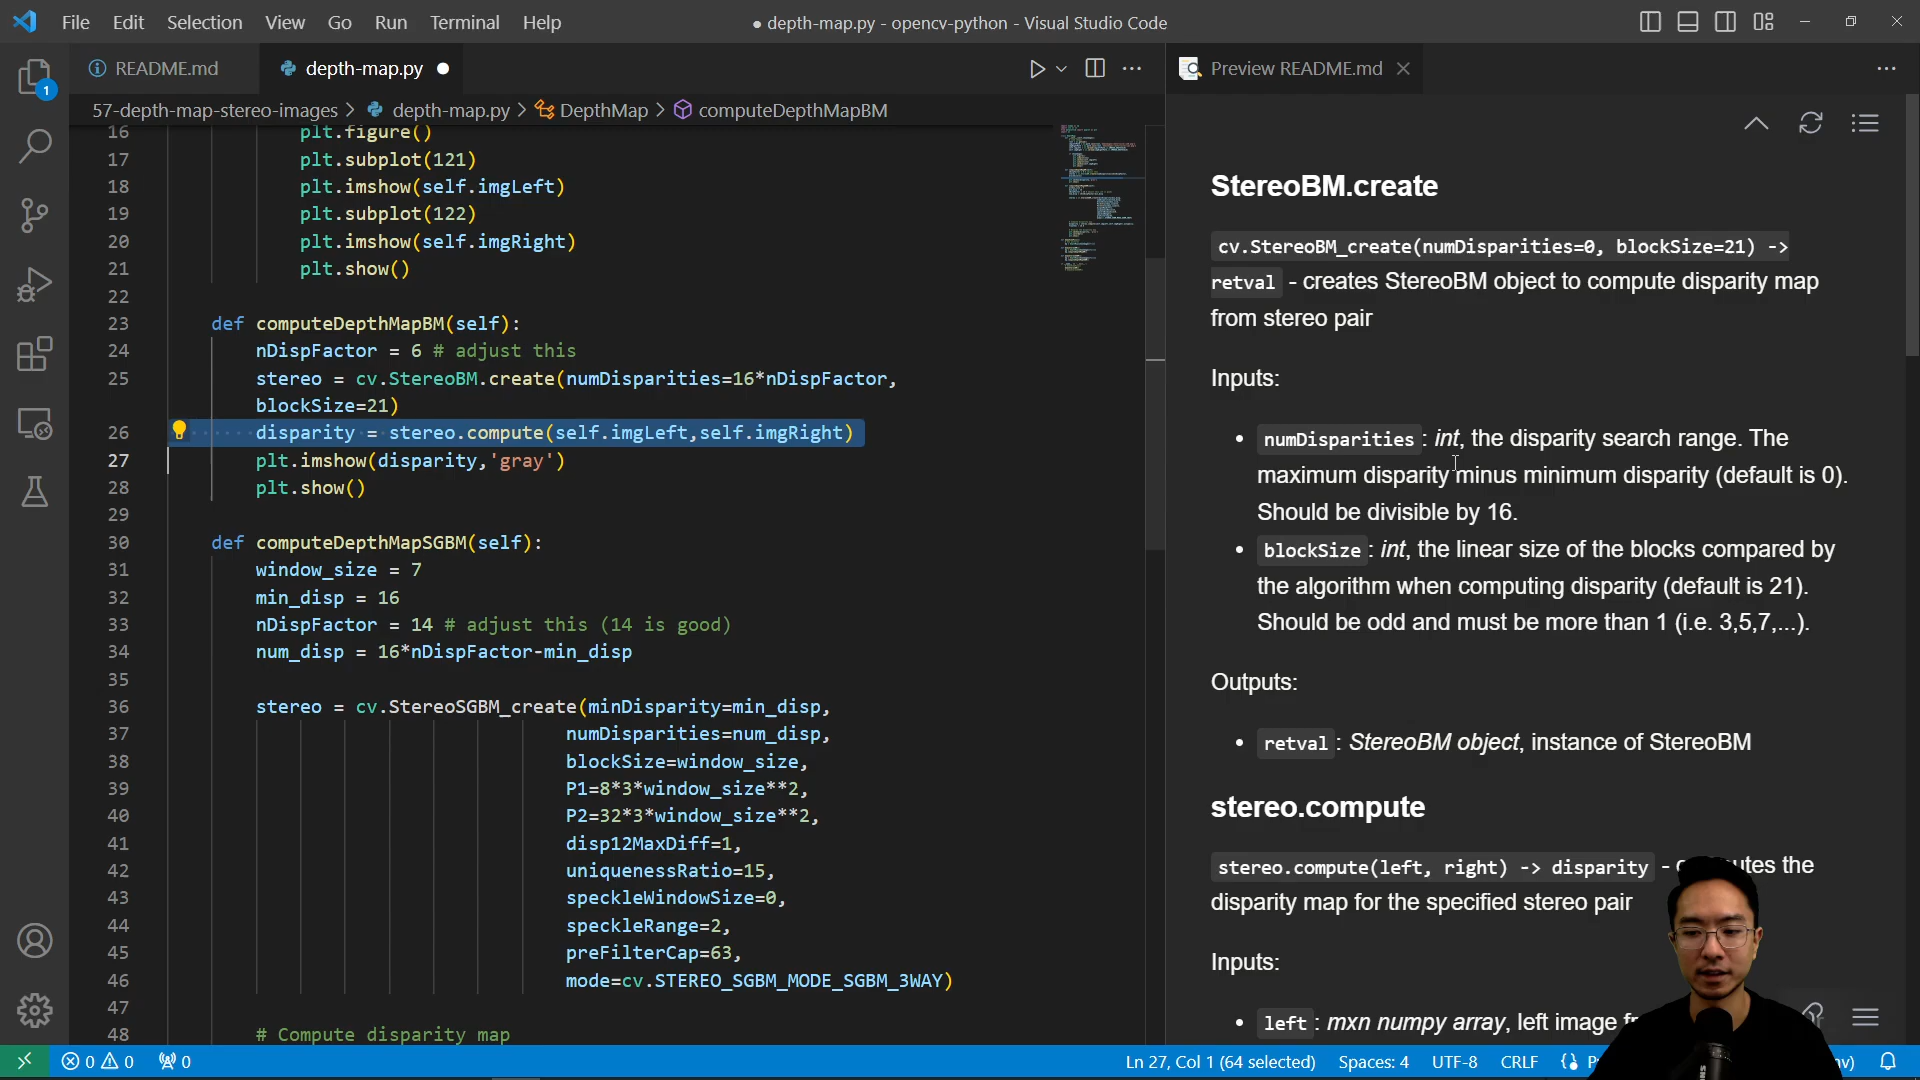 File Edit Selection View Go Run Terminal Help
● depth-map.py - opencv-python - Visual Studio Code
README.md
depth-map.py ●
Preview README.md
57-depth-map-stereo-images > depth-map.py > DepthMap > computeDepthMapBM
16 plt.figure()
17 plt.subplot(121)
18 plt.imshow(self.imgLeft)
19 plt.subplot(122)
20 plt.imshow(self.imgRight)
21 plt.show()
22
23 def computeDepthMapBM(self):
24 nDispFactor = 6 # adjust this
25 stereo = cv.StereoBM.create(numDisparities=16*nDispFactor,
blockSize=21)
26 disparity = stereo.compute(self.imgLeft,self.imgRight)
27 plt.imshow(disparity,'gray')
28 plt.show()
29
30 def computeDepthMapSGBM(self):
31 window_size = 7
32 min_disp = 16
33 nDispFactor = 14 # adjust this (14 is good)
34 num_disp = 16*nDispFactor-min_disp
35
36 stereo = cv.StereoSGBM_create(minDisparity=min_disp,
37 numDisparities=num_disp,
38 blockSize=window_size,
39 P1=8*3*window_size**2,
40 P2=32*3*window_size**2,
41 disp12MaxDiff=1,
42 uniquenessRatio=15,
43 speckleWindowSize=0,
44 speckleRange=2,
45 preFilterCap=63,
46 mode=cv.STEREO_SGBM_MODE_SGBM_3WAY)
47
48 # Compute disparity map
StereoBM.create
cv.StereoBM_create(numDisparities=0, blockSize=21) ->
retval - creates StereoBM object to compute disparity map
from stereo pair
Inputs:
• numDisparities: int, the disparity search range. The
maximum disparity minus minimum disparity (default is 0).
Should be divisible by 16.
• blockSize: int, the linear size of the blocks compared by
the algorithm when computing disparity (default is 21).
Should be odd and must be more than 1 (i.e. 3,5,7,...).
Outputs:
• retval: StereoBM object, instance of StereoBM
stereo.compute
stereo.compute(left, right) -> disparity - the
disparity map for the specified stereo pair
Inputs:
• left: mxn numpy array, left image
1
0 0 0
Ln 27, Col 1 (64 selected) Spaces: 4 UTF-8 CRLF